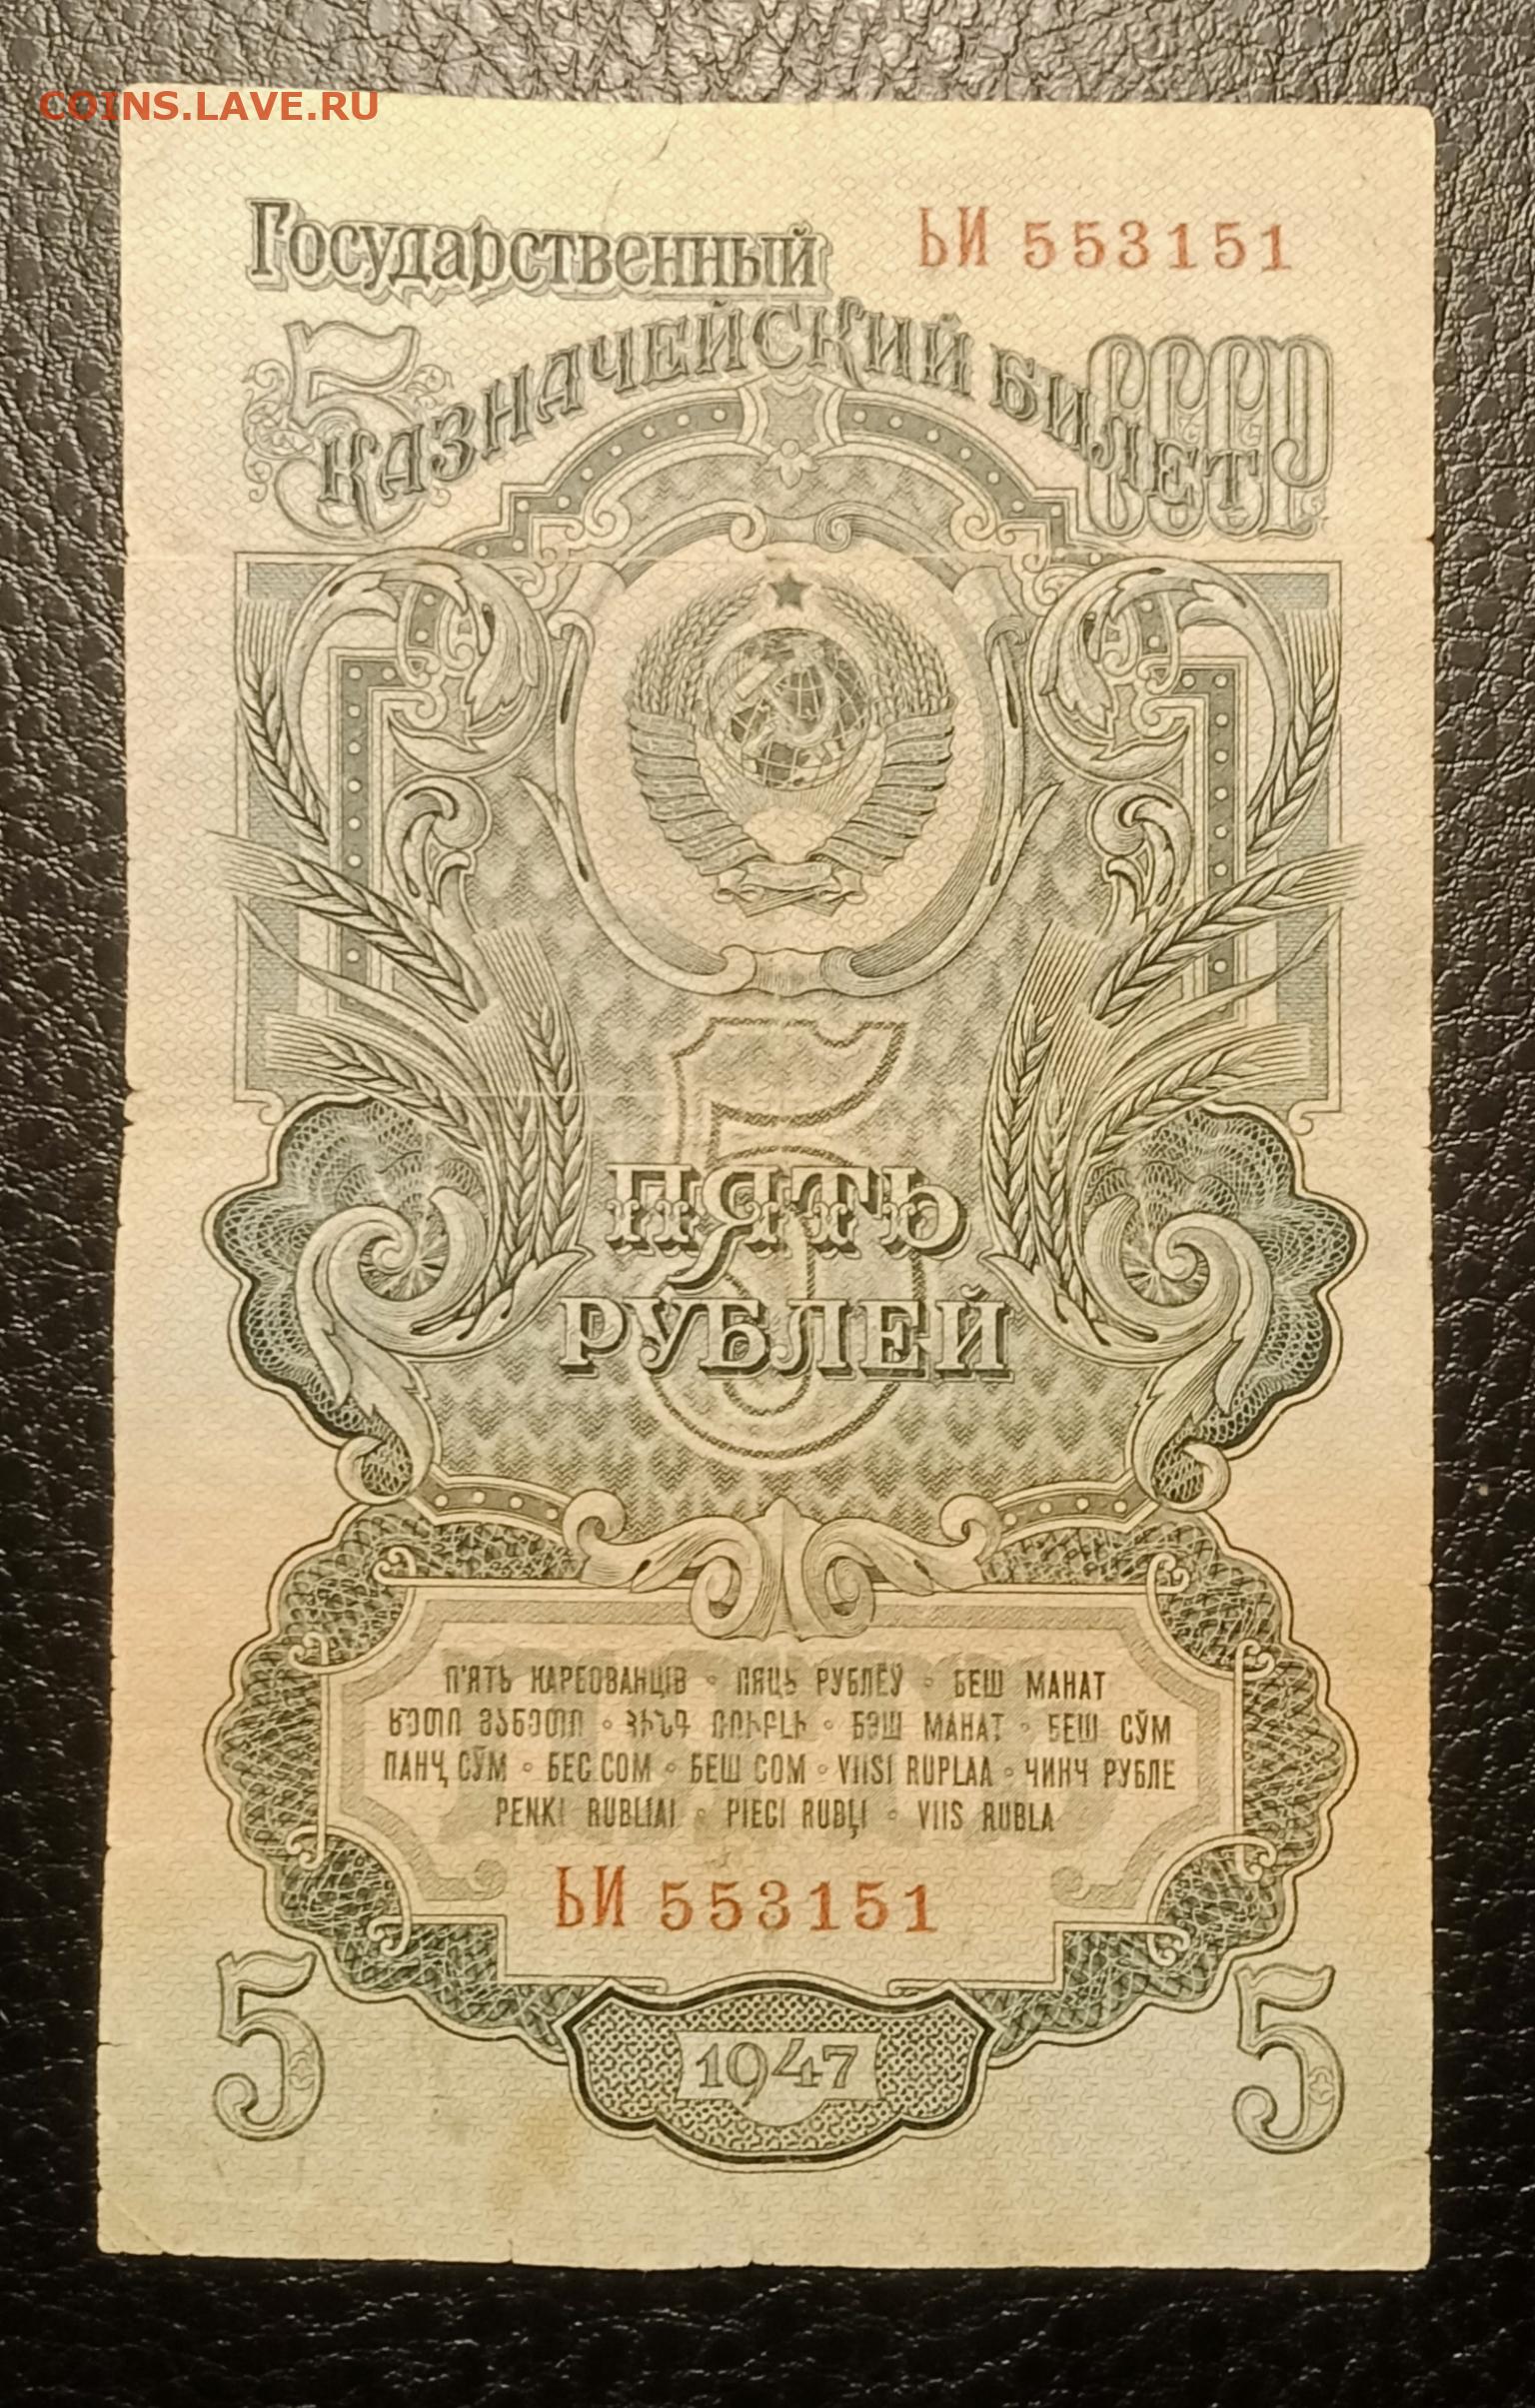 COINS.LAVE.RU
Государственный
ЬИ 553151
5 КАЗНАЧЕЙСКИЙ БИЛЕТ СССР
5
ПЯТЬ
РУБЛЕЙ
П'ЯТЬ КАРБОВАНЦІВ ◦ ПЯЦЬ РУБЛЁЎ ◦ БЕШ МАНАТ
ხუთი მანეთი ◦ ՀԻՆԳ ՌՈՒԲԼԻ ◦ БЭШ МАНАТ ◦ БЕШ СЎМ
ПАНҶ СӮМ ◦ БЕС СОМ ◦ БЕШ СОМ ◦ VIISI RUPLAA ◦ ЧИНЧ РУБЛЕ
PENKI RUBLIAI ◦ PIECI RUBĻI ◦ VIIS RUBLA
ЬИ 553151
5 1947 5